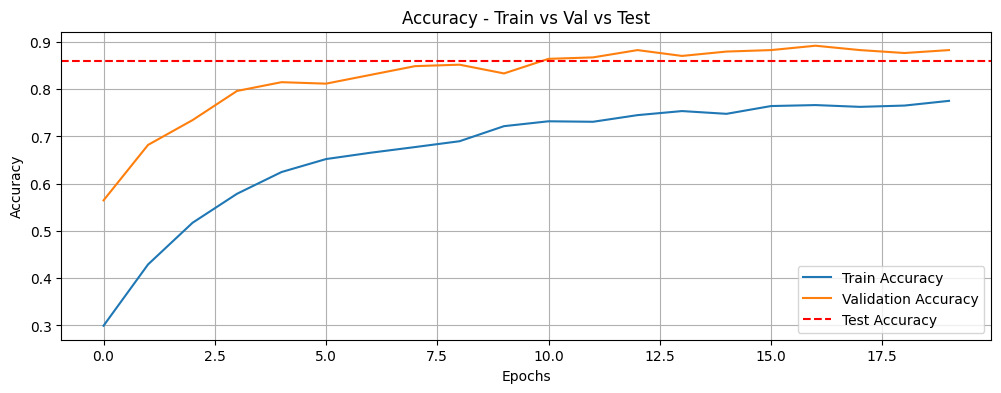 Accuracy - Train vs Val vs Test
Accuracy
0.9
0.8
0.7
0.6
0.5
0.4
0.3
0.0 2.5 5.0 7.5 10.0 12.5 15.0 17.5
Epochs
Train Accuracy
Validation Accuracy
Test Accuracy